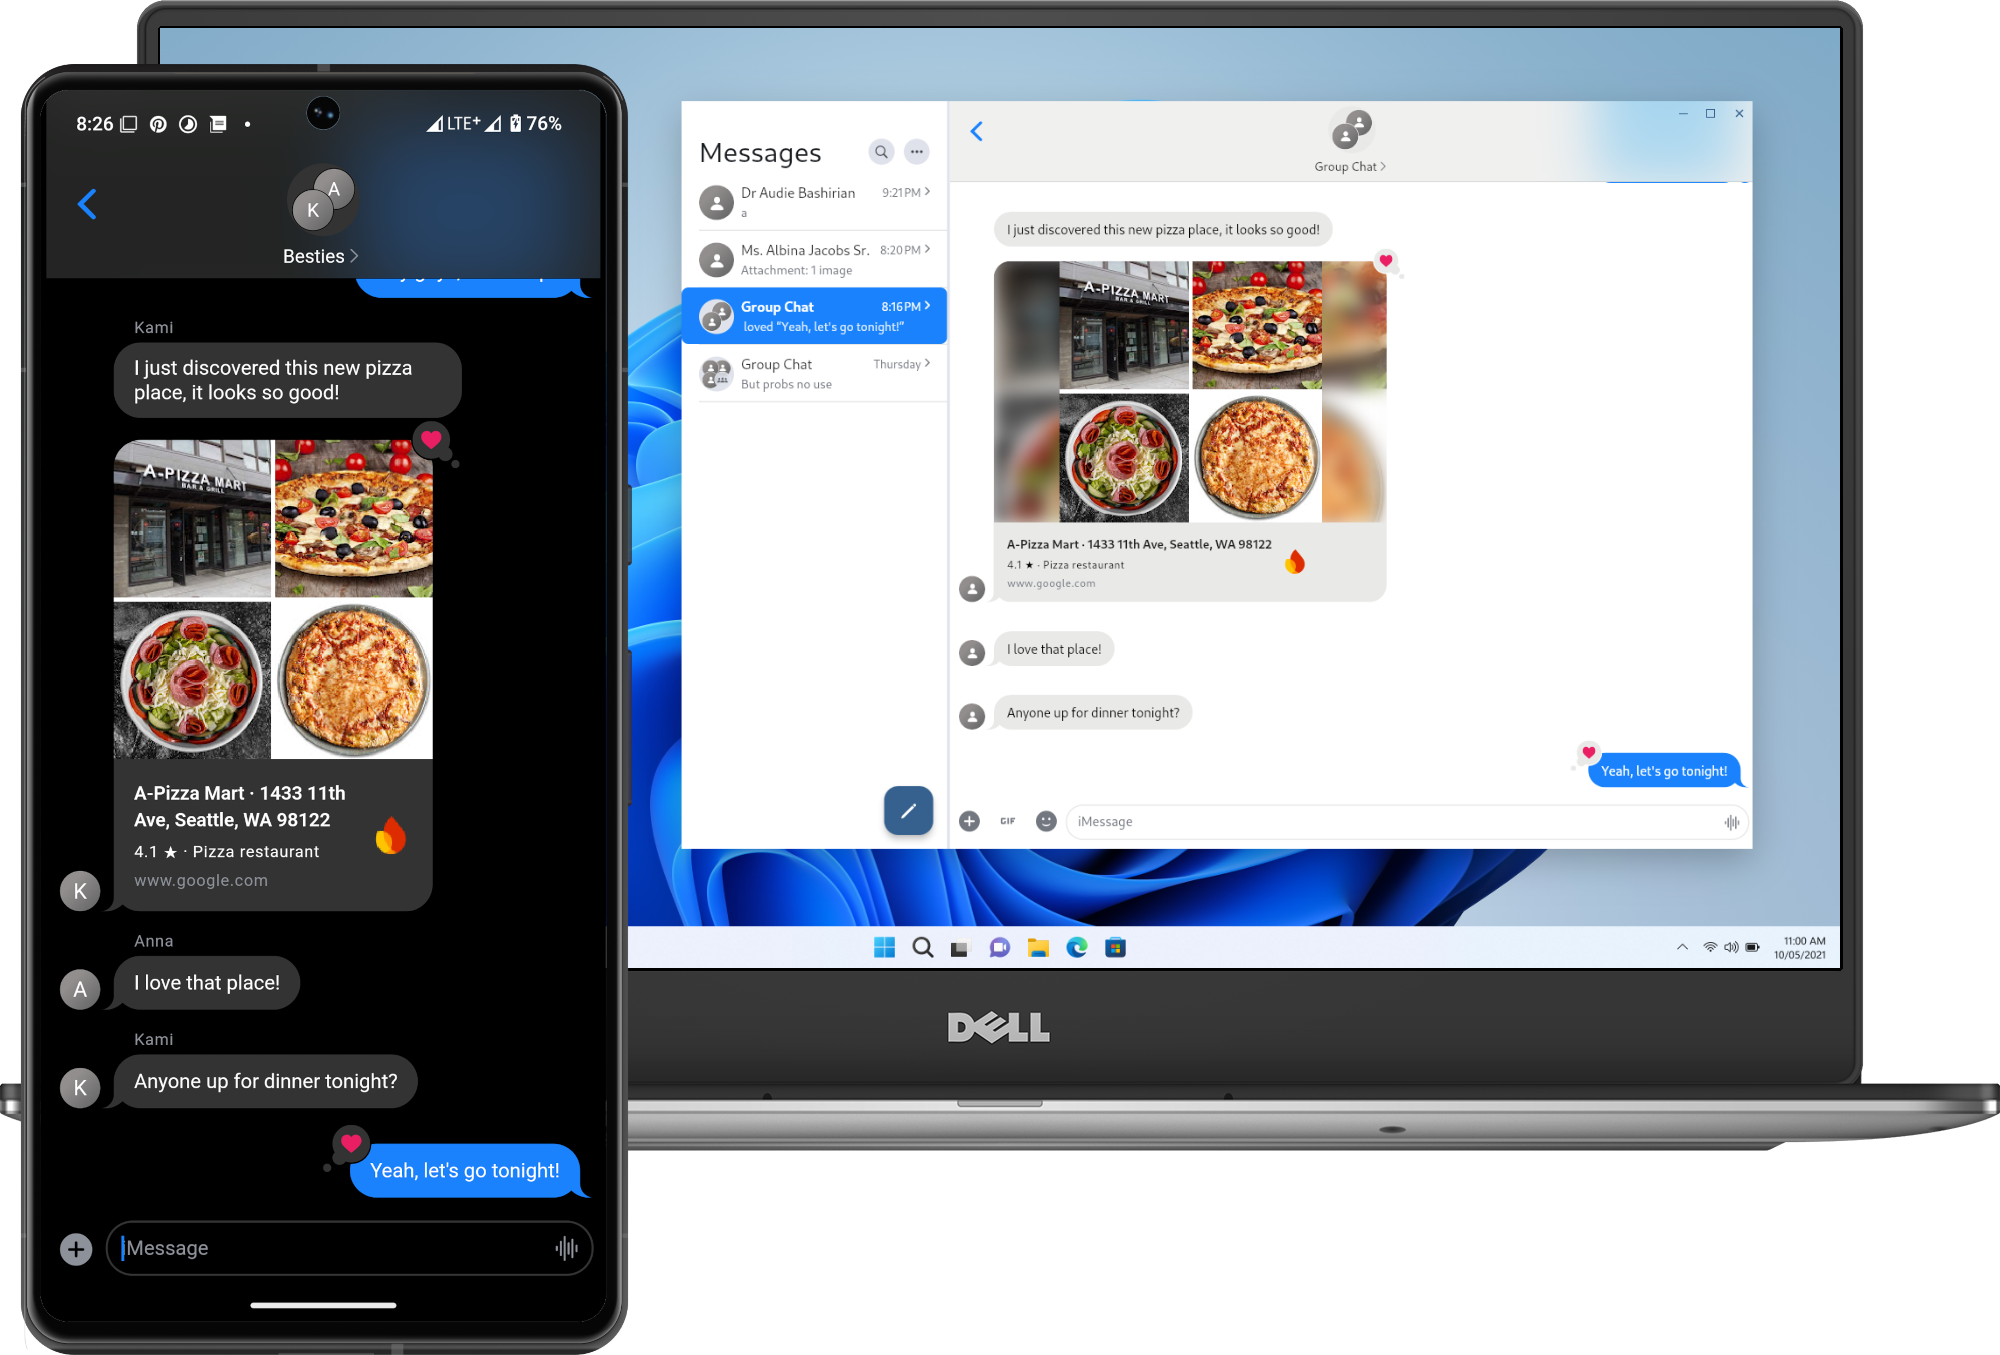 8:26
LTE+
76%
A
K
Besties
Kami
I just discovered this new pizza
place, it looks so good!
A-PIZZA MART
BAR & GRILL
A-Pizza Mart · 1433 11th
Ave, Seattle, WA 98122
4.1 ★ · Pizza restaurant
www.google.com
K
Anna
I love that place!
A
Kami
Anyone up for dinner tonight?
K
Yeah, let's go tonight!
iMessage
Messages
Dr Audie Bashirian 9:21 PM
a
Ms. Albina Jacobs Sr. 8:20 PM
Attachment: 1 image
Group Chat 8:16 PM
loved "Yeah, let's go tonight!"
Group Chat Thursday
But probs no use
Group Chat
I just discovered this new pizza place, it looks so good!
A-PIZZA MART
BAR & GRILL
A-Pizza Mart · 1433 11th Ave, Seattle, WA 98122
4.1 ★ · Pizza restaurant
www.google.com
I love that place!
Anyone up for dinner tonight?
Yeah, let's go tonight!
GIF
iMessage
11:00 AM
10/05/2021
DELL